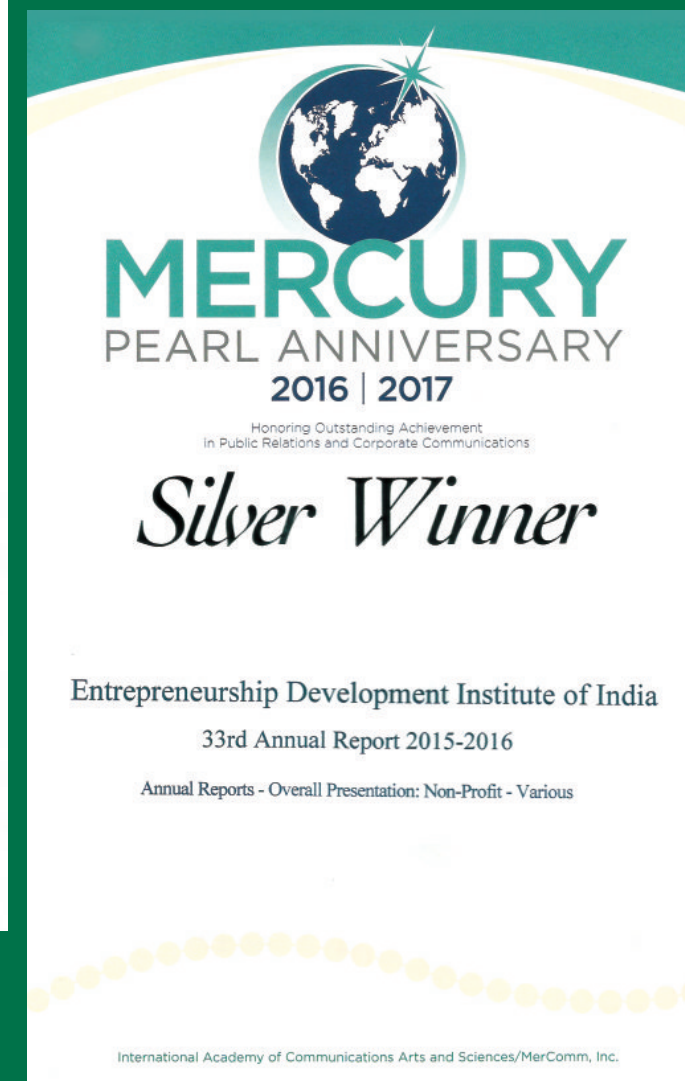 MERCURY
PEARL ANNIVERSARY
2016 | 2017
Honoring Outstanding Achievement
in Public Relations and Corporate Communications
Silver Winner
Entrepreneurship Development Institute of India
33rd Annual Report 2015-2016
Annual Reports - Overall Presentation: Non-Profit - Various
International Academy of Communications Arts and Sciences/MerComm, Inc.